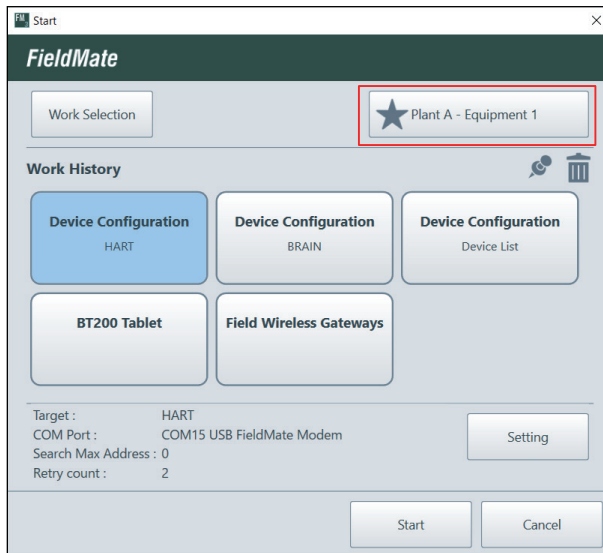 FM Start
FieldMate
Work Selection
Plant A - Equipment 1
Work History
Device Configuration
HART
Device Configuration
BRAIN
Device Configuration
Device List
BT200 Tablet
Field Wireless Gateways
Target : HART
COM Port : COM15 USB FieldMate Modem
Search Max Address : 0
Retry count : 2
Setting
Start
Cancel